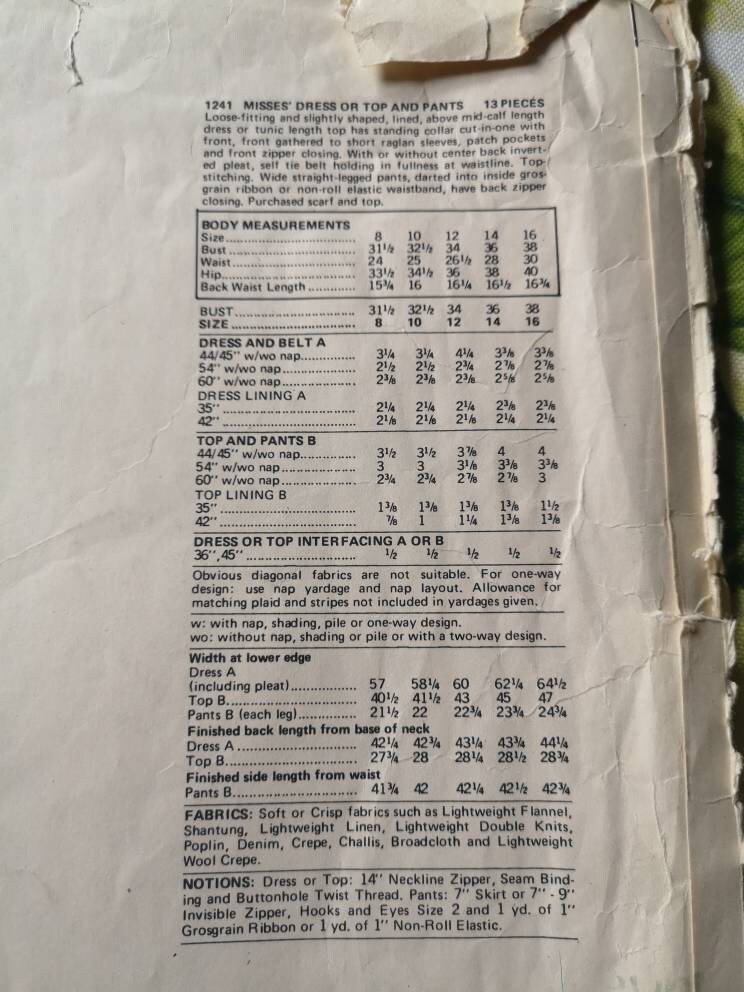 1241 MISSES' DRESS OR TOP AND PANTS 13 PIECES
Loose-fitting and slightly shaped, lined, above mid-calf length
dress or tunic length top has standing collar cut-in-one with
front, front gathered to short raglan sleeves, patch pockets
and front zipper closing. With or without center back invert-
ed pleat, self tie belt holding in fullness at waistline. Top-
stitching. Wide straight-legged pants, darted into inside gros-
grain ribbon or non-roll elastic waistband, have back zipper
closing. Purchased scarf and top.
BODY MEASUREMENTS
Size 8 10 12 14 16
Bust 31½ 32½ 34 36 38
Waist 24 25 26½ 28 30
Hip 33½ 34½ 36 38 40
Back Waist Length 15¾ 16 16¼ 16½ 16¾
BUST 31½ 32½ 34 36 38
SIZE 8 10 12 14 16
DRESS AND BELT A
44/45" w/wo nap 3¼ 3¼ 4¼ 3⅜ 3⅜
54" w/wo nap 2½ 2½ 2¾ 2⅞ 2⅞
60" w/wo nap 2⅜ 2⅜ 2⅜ 2⅝ 2⅝
DRESS LINING A
35" 2¼ 2¼ 2¼ 2⅜ 2⅜
42" 2⅛ 2⅛ 2⅛ 2¼ 2¼
TOP AND PANTS B
44/45" w/wo nap 3½ 3½ 3⅞ 4 4
54" w/wo nap 3 3 3⅛ 3⅜ 3⅜
60" w/wo nap 2¾ 2¾ 2⅞ 2⅞ 3
TOP LINING B
35" 1⅜ 1⅜ 1⅜ 1⅜ 1½
42" ⅞ 1 1¼ 1⅜ 1⅜
DRESS OR TOP INTERFACING A OR B
36",45" ½ ½ ½ ½ ½
Obvious diagonal fabrics are not suitable. For one-way
design: use nap yardage and nap layout. Allowance for
matching plaid and stripes not included in yardages given.
w: with nap, shading, pile or one-way design.
wo: without nap, shading or pile or with a two-way design.
Width at lower edge
Dress A
(including pleat) 57 58¼ 60 62¼ 64½
Top B 40½ 41½ 43 45 47
Pants B (each leg) 21½ 22 22¾ 23¾ 24¾
Finished back length from base of neck
Dress A 42¼ 42¾ 43¼ 43¾ 44¼
Top B 27¾ 28 28¼ 28½ 28¾
Finished side length from waist
Pants B 41¾ 42 42¼ 42½ 42¾
FABRICS: Soft or Crisp fabrics such as Lightweight Flannel,
Shantung, Lightweight Linen, Lightweight Double Knits,
Poplin, Denim, Crepe, Challis, Broadcloth and Lightweight
Wool Crepe.
NOTIONS: Dress or Top: 14" Neckline Zipper, Seam Bind-
ing and Buttonhole Twist Thread. Pants: 7" Skirt or 7" - 9"
Invisible Zipper, Hooks and Eyes Size 2 and 1 yd. of 1"
Grosgrain Ribbon or 1 yd. of 1" Non-Roll Elastic.